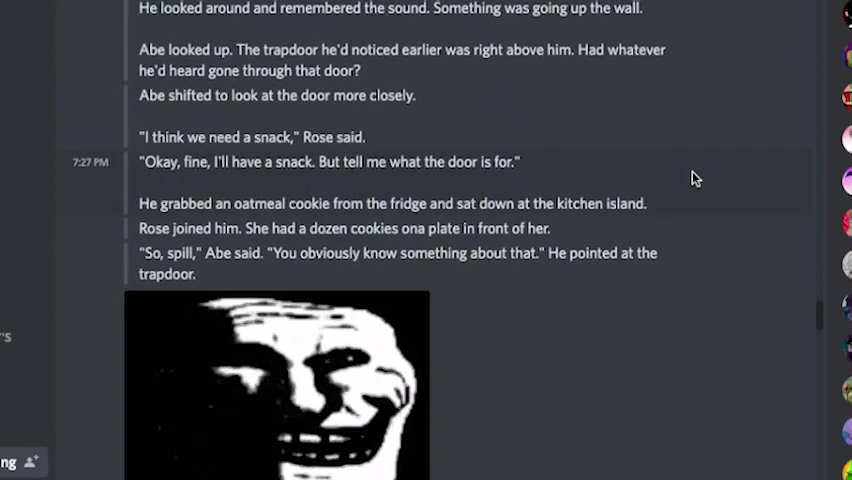 He looked around and remembered the sound. Something was going up the wall.
Abe looked up. The trapdoor he'd noticed earlier was right above him. Had whatever
he'd heard gone through that door?
Abe shifted to look at the door more closely.
"I think we need a snack," Rose said.
7:27 PM "Okay, fine, I'll have a snack. But tell me what the door is for."
He grabbed an oatmeal cookie from the fridge and sat down at the kitchen island.
Rose joined him. She had a dozen cookies ona plate in front of her.
"So, spill," Abe said. "You obviously know something about that." He pointed at the
trapdoor.
's
ng